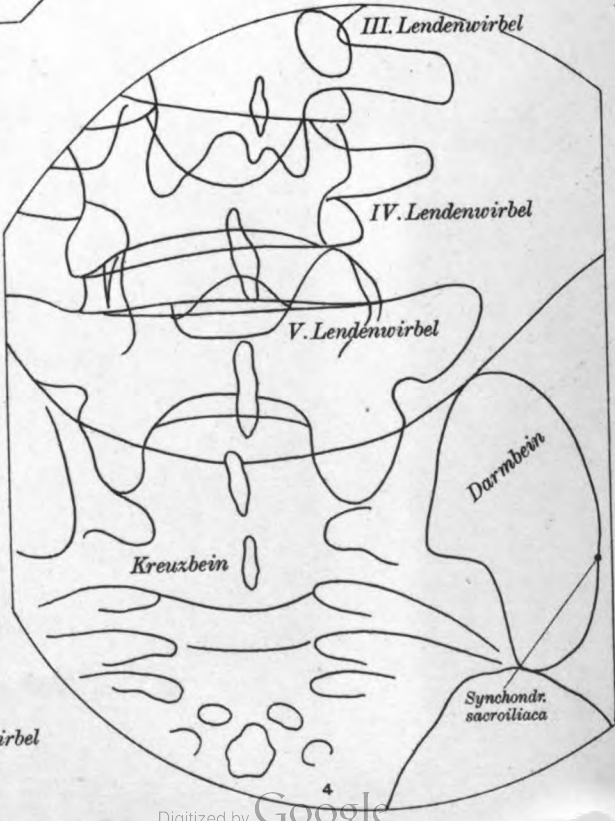 III. Lendenwirbel
IV. Lendenwirbel
V. Lendenwirbel
Darmbein
Kreuzbein
Synchondr.
sacroiliaca
irbel
4
Digitized by Google